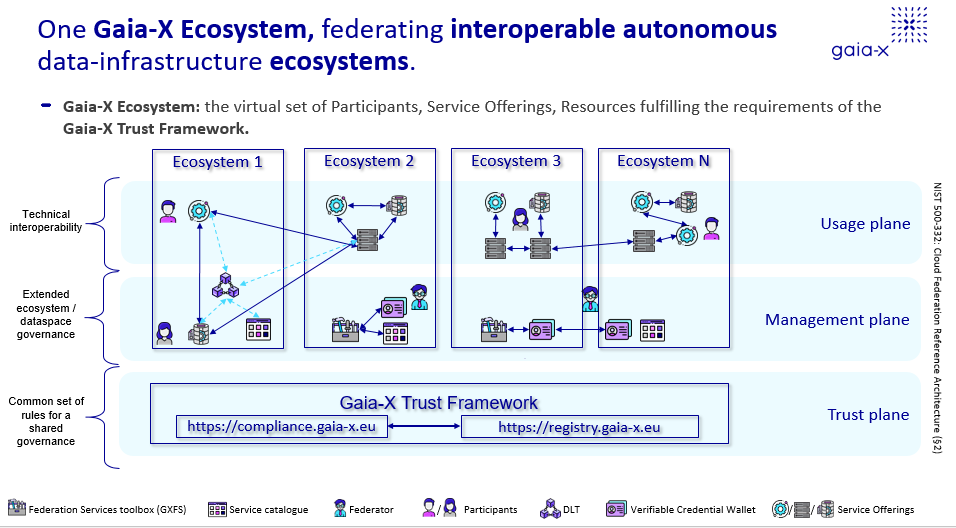 One Gaia-X Ecosystem, federating interoperable autonomous
data-infrastructure ecosystems.
gaia-x
Gaia-X Ecosystem: the virtual set of Participants, Service Offerings, Resources fulfilling the requirements of the
Gaia-X Trust Framework.
Ecosystem 1
Ecosystem 2
Ecosystem 3
Ecosystem N
Technical
interoperability
Usage plane
Extended
ecosystem /
dataspace
governance
Management plane
Common set of
rules for a
shared
governance
Gaia-X Trust Framework
https://compliance.gaia-x.eu
https://registry.gaia-x.eu
Trust plane
NIST 500-332: Cloud Federation Reference Architecture (§2)
Federation Services toolbox (GXFS)
Service catalogue
Federator
/
Participants
DLT
Verifiable Credential Wallet
/ /
Service Offerings